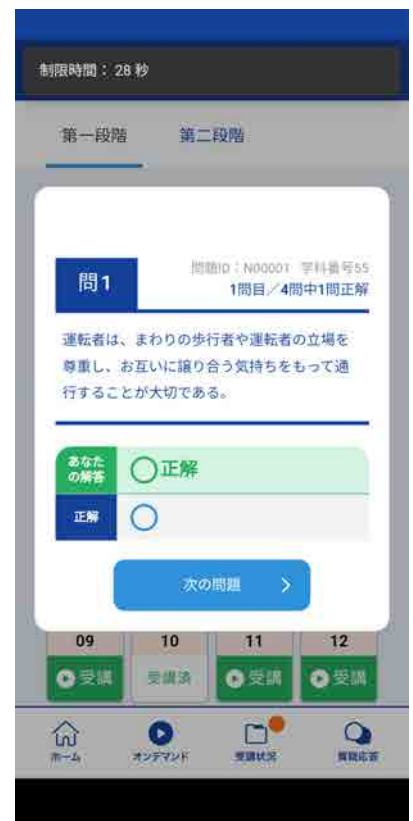 制限時間： 28 秒
第一段階 第二段階
問1
問題ID：N00001 学科番号55
1問目／4問中1問正解
運転者は、まわりの歩行者や運転者の立場を
尊重し、お互いに譲り合う気持ちをもって通
行することが大切である。
あなた
の解答
◯正解
正解
◯
次の問題
09 10 11 12
受講 受講済 受講 受講
ホーム オンデマンド 受講状況 質疑応答